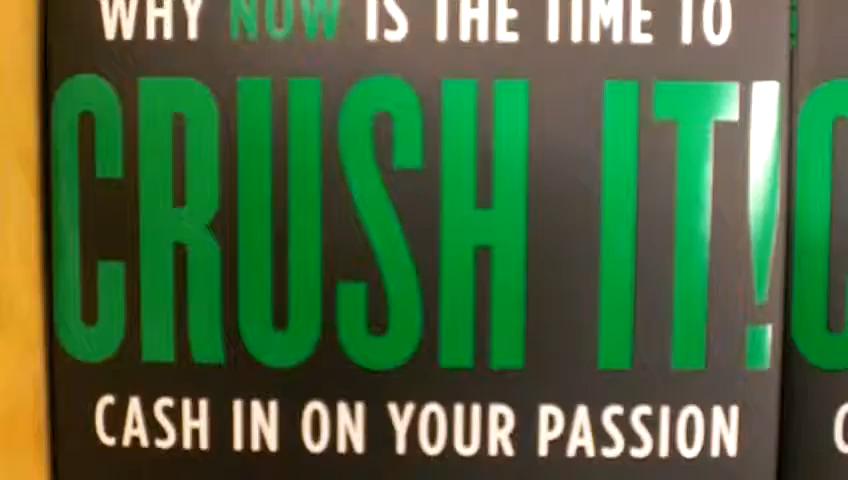 WHY NOW IS THE TIME TO
CRUSH IT!
CASH IN ON YOUR PASSION